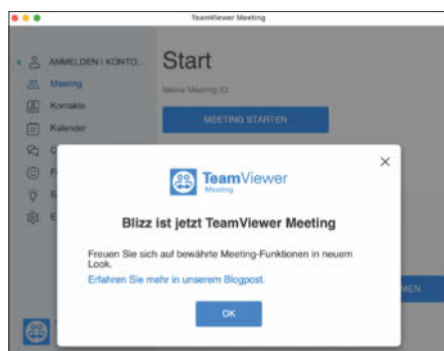 TeamViewer Meeting
ANMELDEN | KONTO...
Start
Meeting
Meine Meeting ID:
Kontakte
MEETING STARTEN
Kalender
TeamViewer
Meeting
Blizz ist jetzt TeamViewer Meeting
Freuen Sie sich auf bewährte Meeting-Funktionen in neuem
Look.
Erfahren Sie mehr in unserem Blogpost.
OK